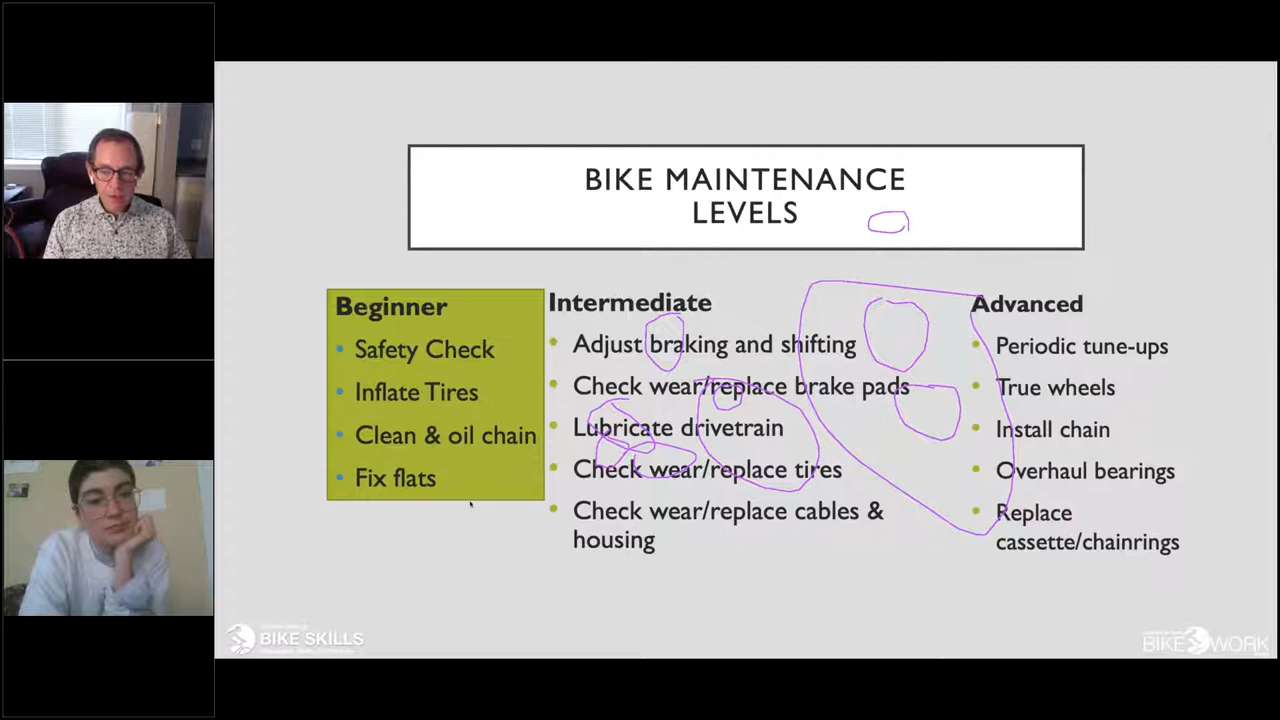 BIKE MAINTENANCE
LEVELS
Beginner
• Safety Check
• Inflate Tires
• Clean & oil chain
• Fix flats
Intermediate
• Adjust braking and shifting
• Check wear/replace brake pads
• Lubricate drivetrain
• Check wear/replace tires
• Check wear/replace cables &
housing
Advanced
• Periodic tune-ups
• True wheels
• Install chain
• Overhaul bearings
• Replace
cassette/chainrings
BIKE SKILLS
BIKE WORK